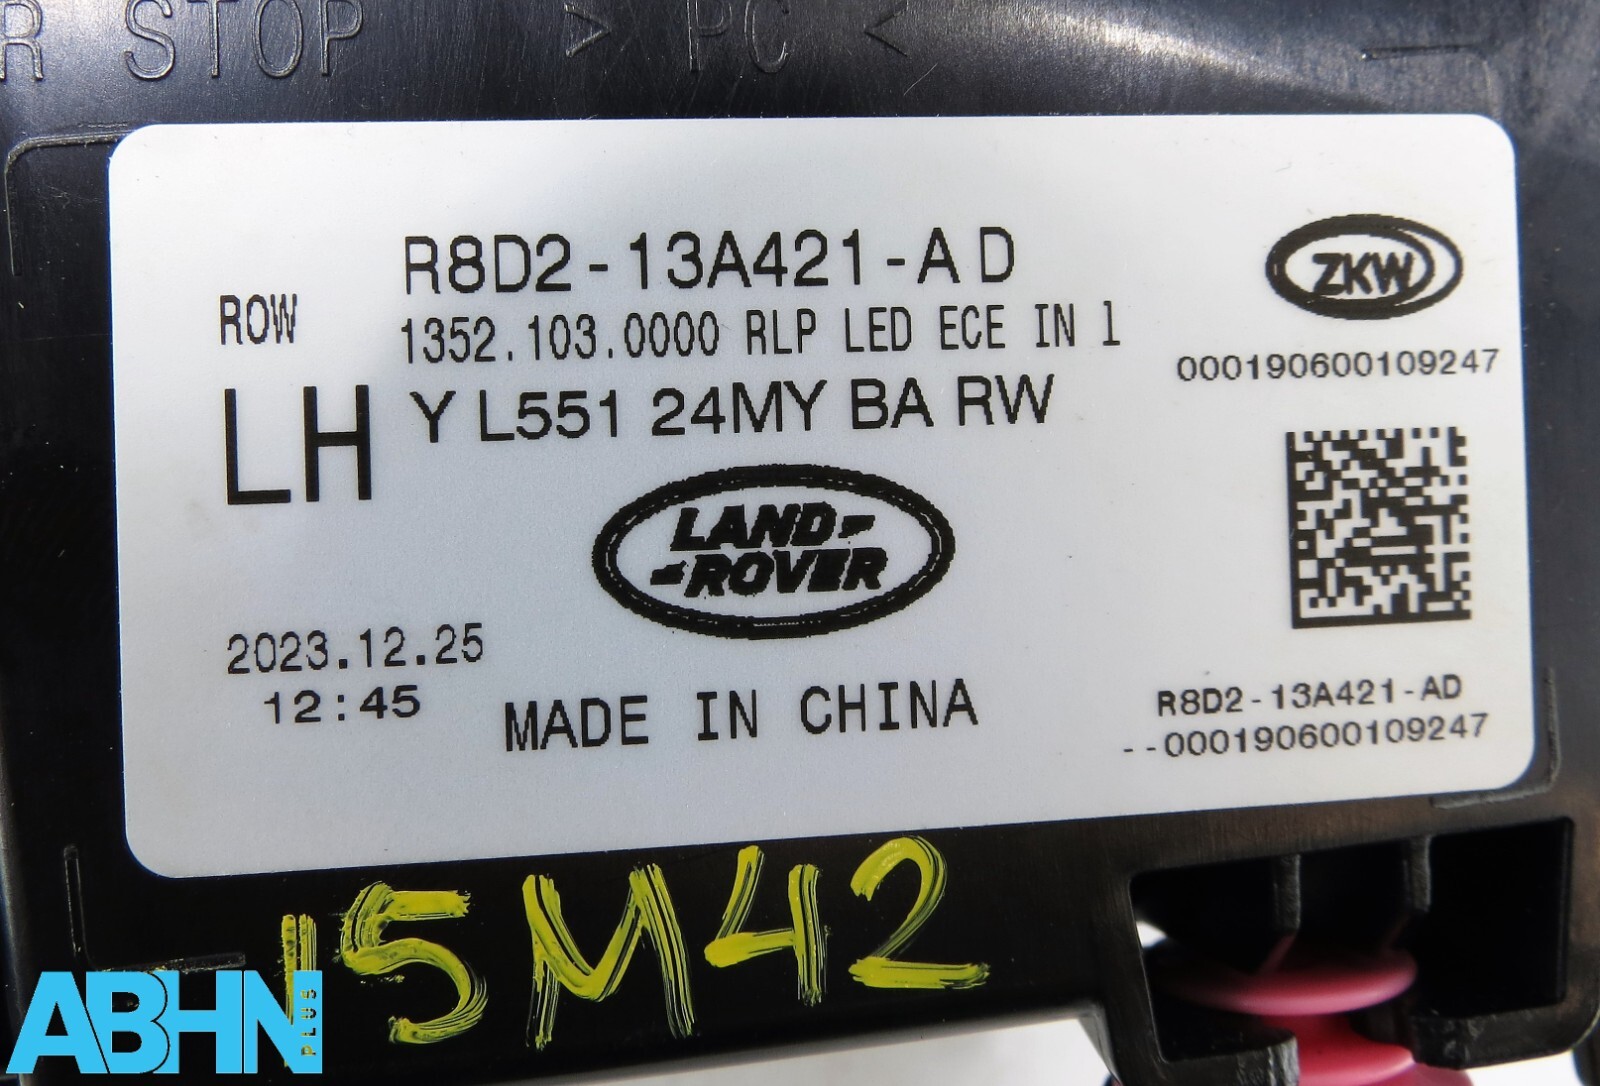 R STOP > PC <
R8D2-13A421-AD
ROW
1352.103.0000 RLP LED ECE IN 1
LH
Y L551 24MY BA RW
ZKW
000190600109247
LAND-
-ROVER
2023.12.25
12:45
MADE IN CHINA
R8D2-13A421-AD
--000190600109247
15M42
ABHN PLUS